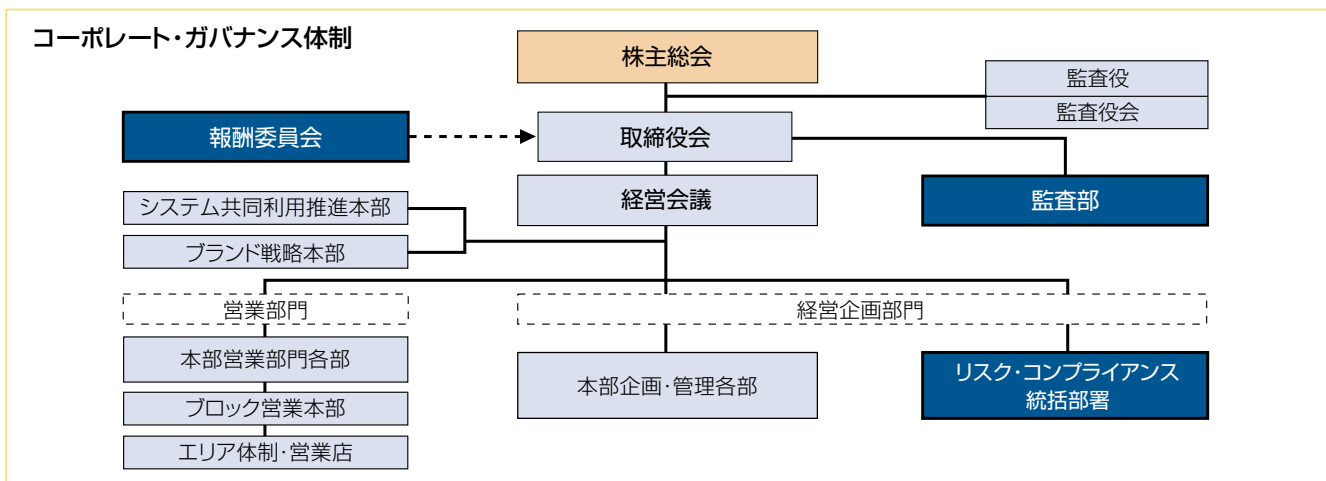 コーポレート・ガバナンス体制
株主総会
監査役
監査役会
報酬委員会
取締役会
経営会議
監査部
システム共同利用推進本部
ブランド戦略本部
営業部門
経営企画部門
本部営業部門各部
ブロック営業本部
エリア体制・営業店
本部企画・管理各部
リスク・コンプライアンス
統括部署